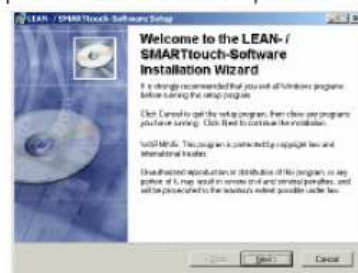 LEAN- / SMARTtouch-Software Setup
Welcome to the LEAN- /
SMARTtouch-Software
Installation Wizard
It is strongly recommended that you exit all Windows programs
before running this setup program.
Click Cancel to quit the setup program, then close any programs
you have running. Click Next to continue the installation.
WARNING: This program is protected by copyright law and
international treaties.
Unauthorized reproduction or distribution of this program, or any
portion of it, may result in severe civil and criminal penalties, and
will be prosecuted to the maximum extent possible under law.
Next > Cancel